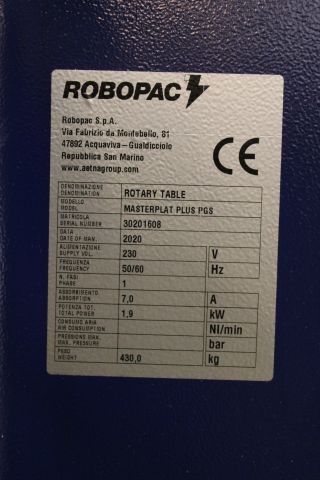 ROBOPAC
Robopac S.p.A.
Via Fabrizio da Montebello, 81
47892 Acquaviva – Gualdicciolo
Repubblica San Marino
www.aetnagroup.com
CE
DENOMINAZIONE
DENOMINATION
ROTARY TABLE
MODELLO
MODEL
MASTERPLAT PLUS PGS
MATRICOLA
SERIAL NUMBER
30201608
DATA
DATE OF MAN.
2020
ALIMENTAZIONE
SUPPLY VOL.
230 V
FREQUENZA
FREQUENCY
50/60 Hz
N. FASI
PHASE
1
ASSORBIMENTO
ABSORPTION
7,0 A
POTENZA TOT.
TOTAL POWER
1,9 kW
CONSUMO ARIA
AIR CONSUMPTION
Nl/min
PRESSIONE MAX.
MAX. PRESSURE
bar
PESO
WEIGHT
430,0 kg